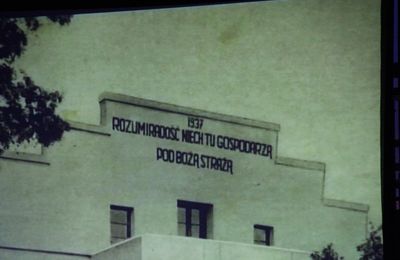 1937
ROZUM I RADOŚĆ NIECH TU GOSPODARZĄ
POD BOŻĄ STRAŻĄ